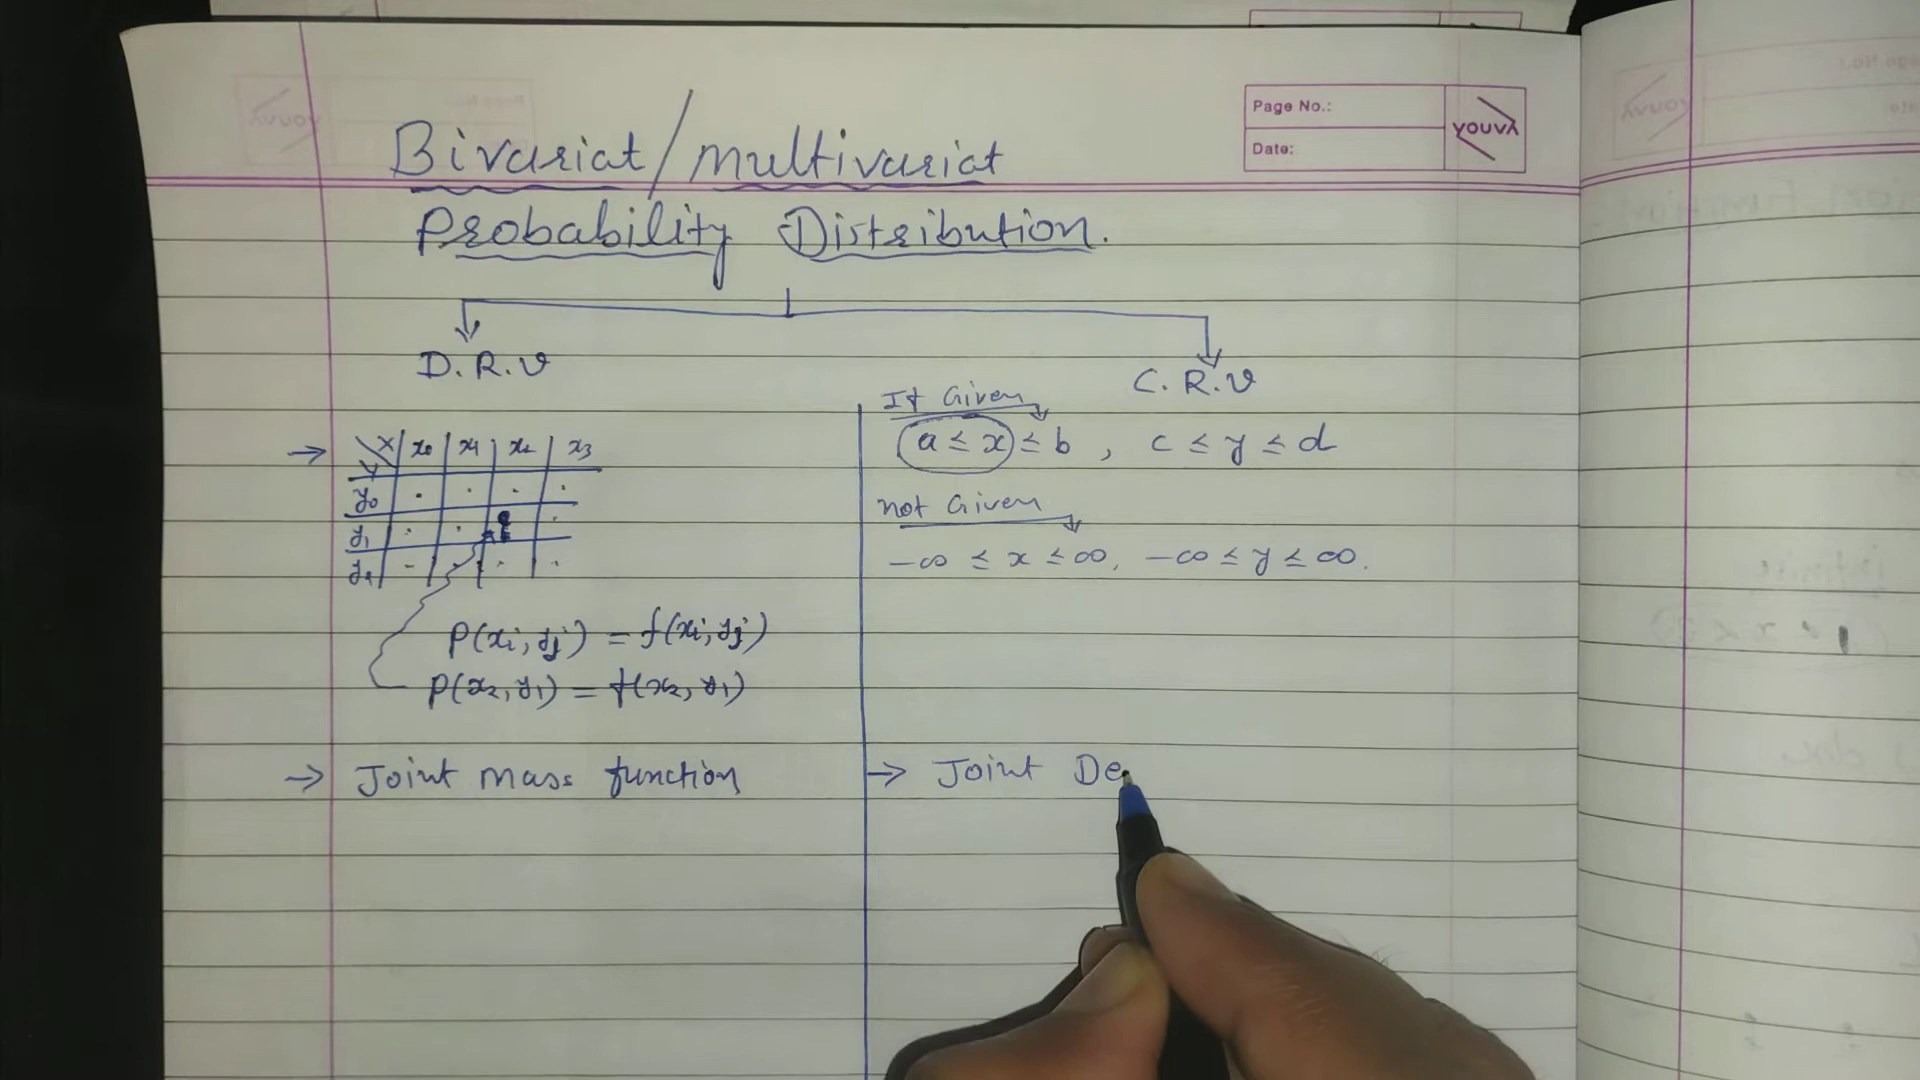 Page No.:
Date:
youva
Bivariat/multivariat
Probability Distribution.
D.R.V
C.R.V
X x0 x1 x2 x3
Y
y0
y1
y2
P(xi, yj) = f(xi, yj)
P(x2, y1) = f(x2, y1)
→ Joint mass function
If Given
a ≤ x ≤ b , c ≤ y ≤ d
not Given
-∞ ≤ x ≤ ∞, -∞ ≤ y ≤ ∞.
→ Joint De